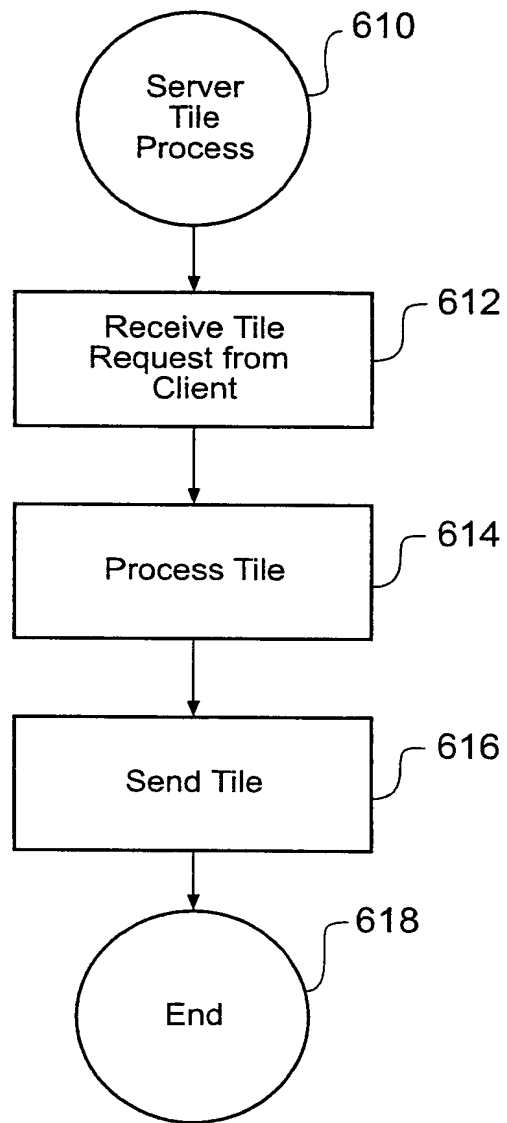 610
Server
Tile
Process
612
Receive Tile
Request from
Client
614
Process Tile
616
Send Tile
618
End